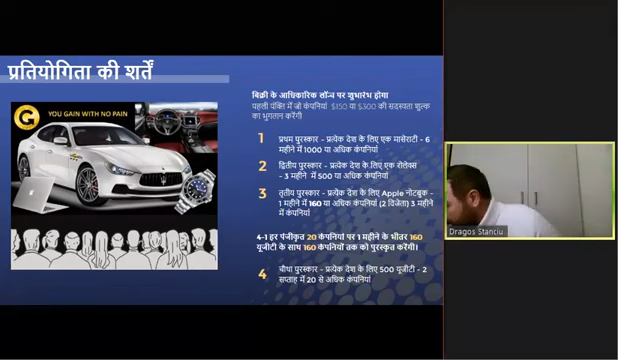 प्रतियोगिता की शर्तें
YOU GAIN WITH NO PAIN
G
बिक्री के आधिकारिक लॉन्च पर शुभारंभ होगा
पहली पंक्ति में जो कंपनियां $150 या $300 की सदस्यता शुल्क
का भुगतान करेंगी
1 प्रथम पुरस्कार - प्रत्येक देश के लिए एक मासेराटी - 6
महीने में 1000 या अधिक कंपनियां
2 द्वितीय पुरस्कार - प्रत्येक देश के लिए एक रोलेक्स
- 3 महीने में 500 या अधिक कंपनियां
3 तृतीय पुरस्कार - प्रत्येक देश के लिए Apple नोटबुक -
1 महीने में 160 या अधिक कंपनियां (2 विजेता) 3 महीने
में कंपनियां
4-1 हर पंजीकृत 20 कंपनियों पर 1 महीने के भीतर 160
यूजीटी के साथ 160 कंपनियों तक को पुरस्कृत करेंगी।
4 चौथा पुरस्कार - प्रत्येक देश के लिए 500 यूजीटी - 2
सप्ताह में 20 से अधिक कंपनियां
Dragos Stanciu